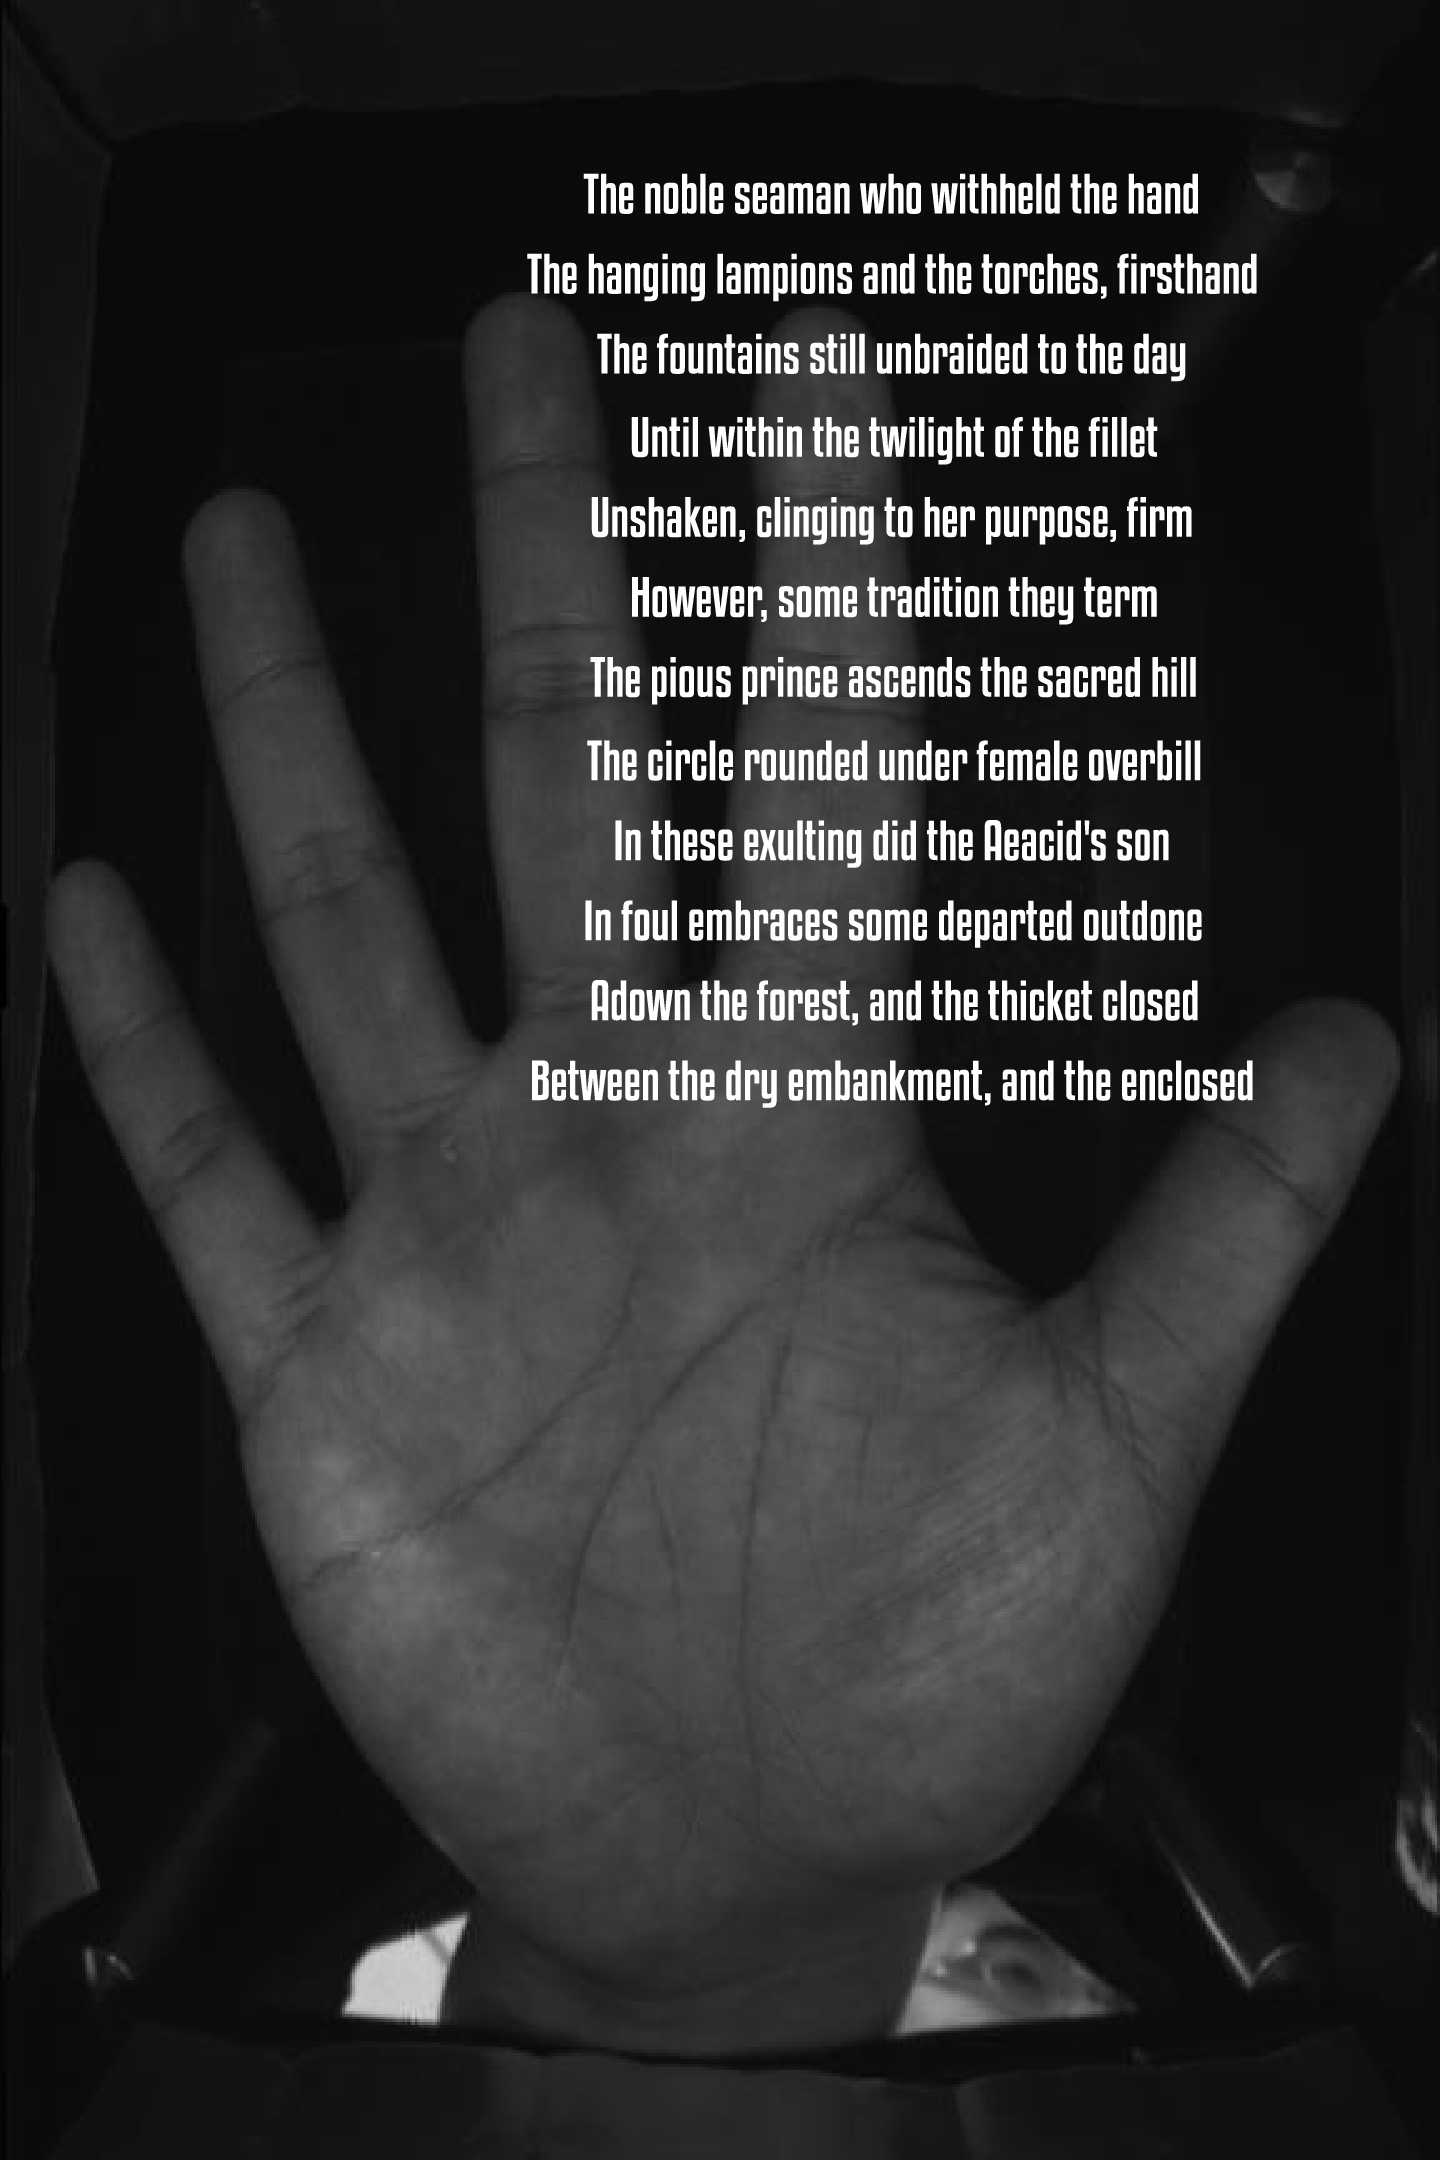 The noble seaman who withheld the hand
The hanging lampions and the torches, firsthand
The fountains still unbraided to the day
Until within the twilight of the fillet
Unshaken, clinging to her purpose, firm
However, some tradition they term
The pious prince ascends the sacred hill
The circle rounded under female overbill
In these exulting did the Aeacid's son
In foul embraces some departed outdone
Adown the forest, and the thicket closed
Between the dry embankment, and the enclosed